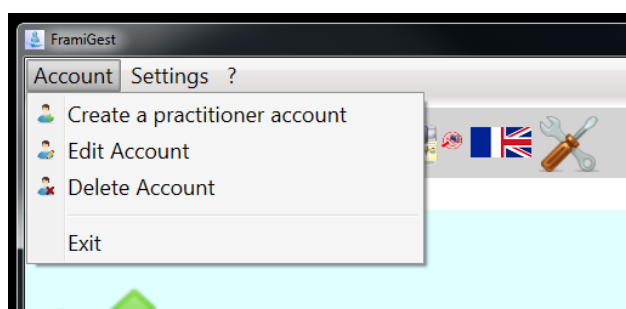 FramiGest
Account Settings ?
Create a practitioner account
Edit Account
Delete Account
Exit